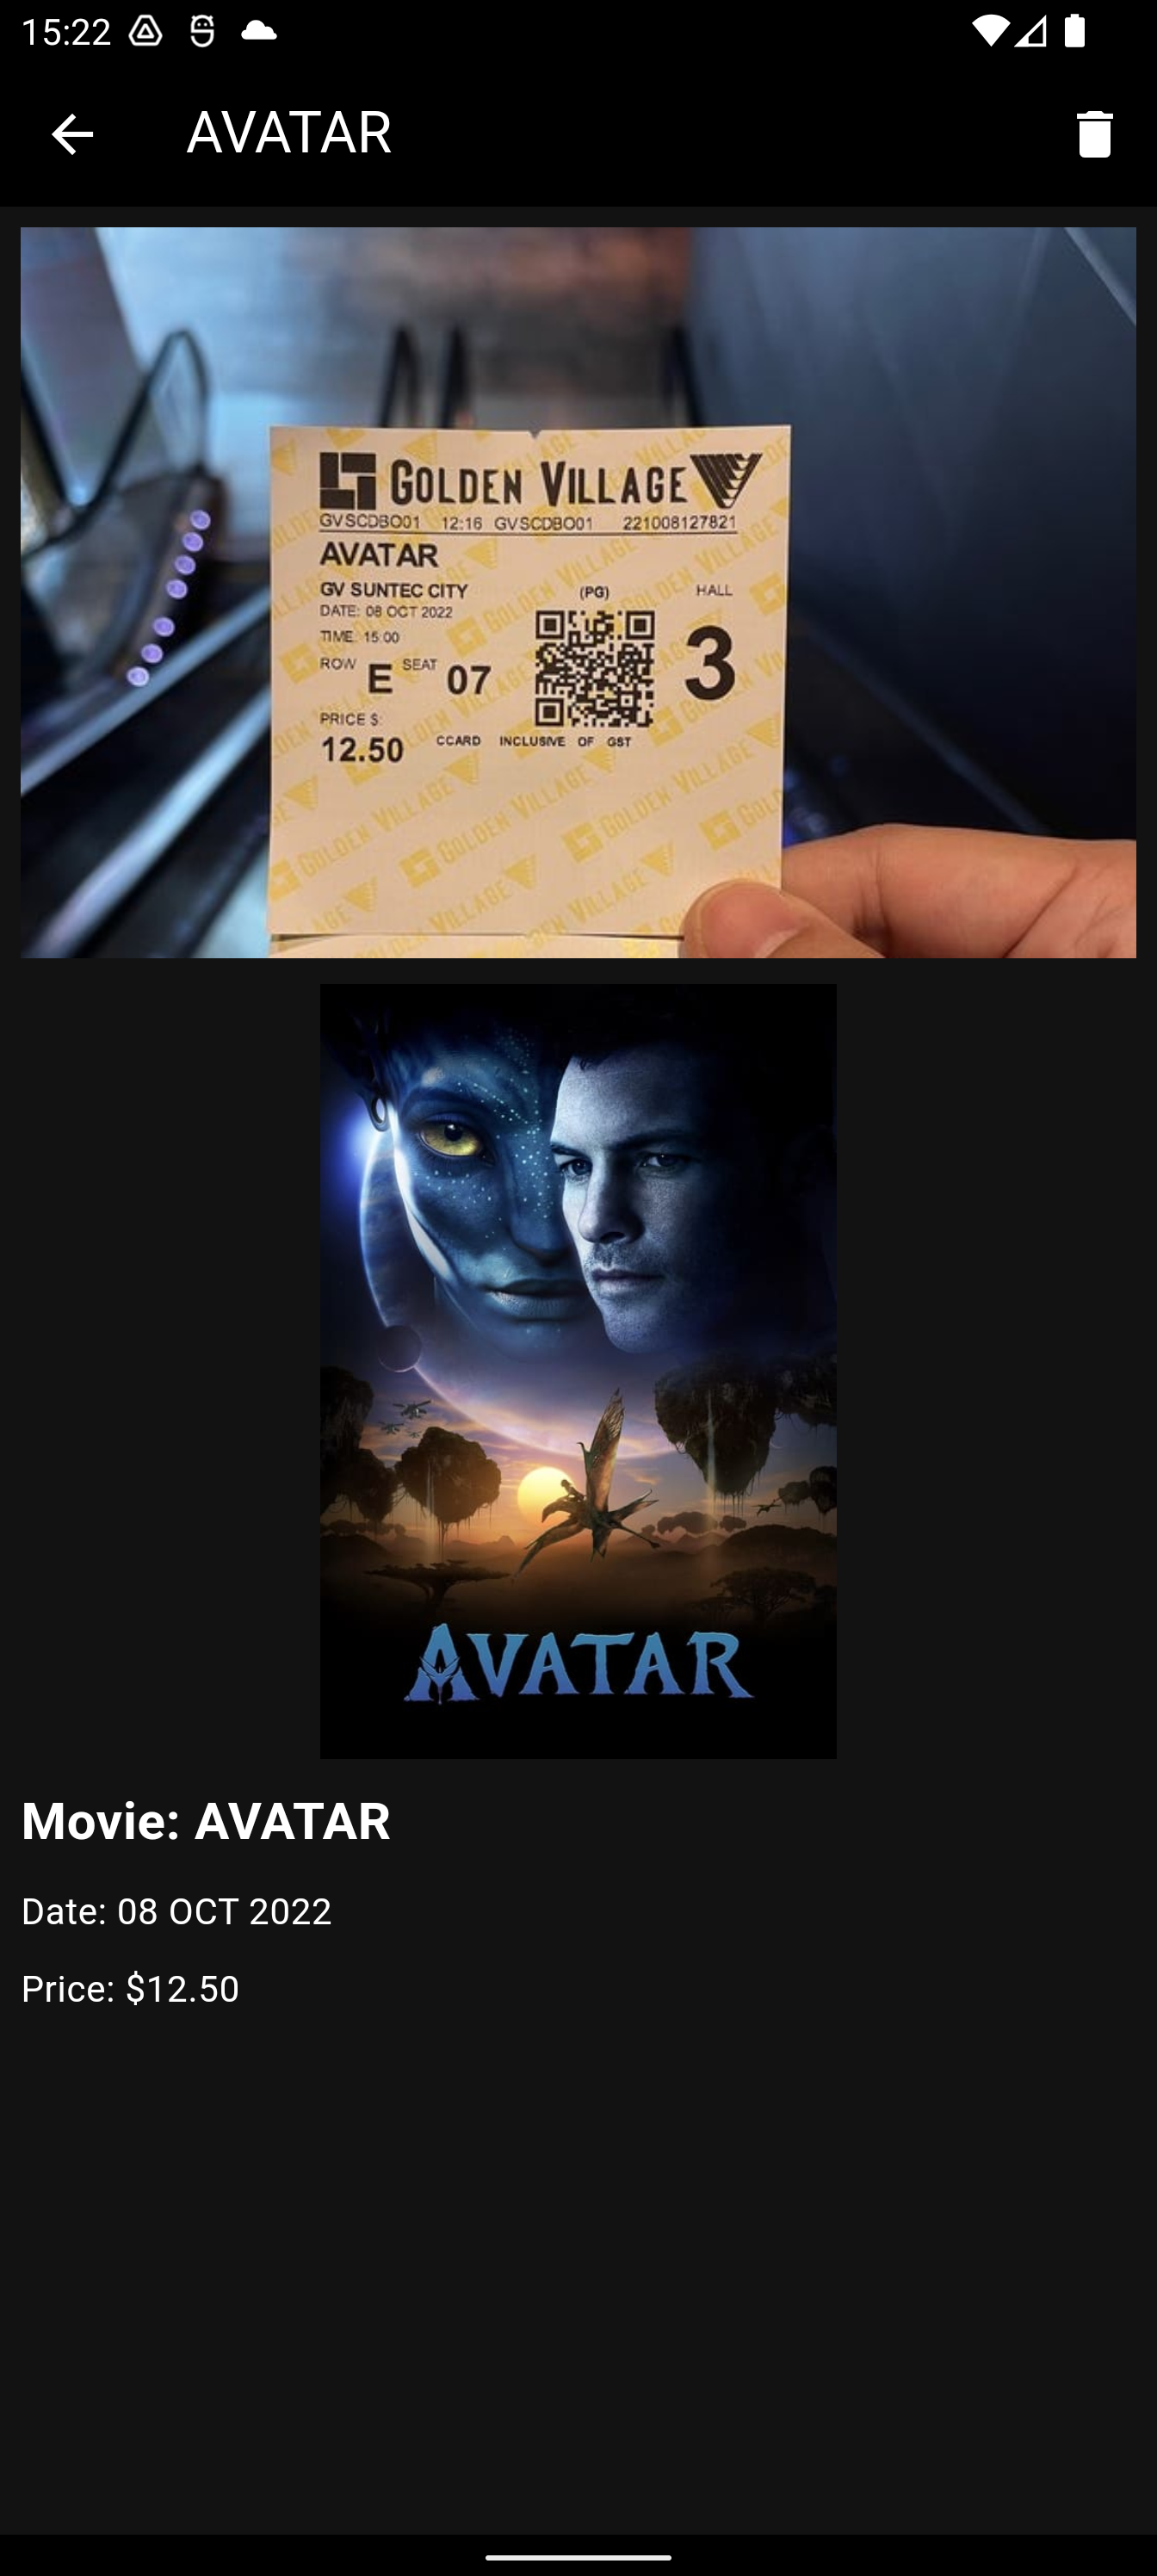 15:22
AVATAR
GOLDEN VILLAGE
GVSCDBO01 12:16 GVSCDBO01 221008127821
AVATAR
GV SUNTEC CITY (PG) HALL
DATE: 08 OCT 2022
TIME: 15:00
ROW E SEAT 07 3
PRICE $:
12.50 CCARD INCLUSIVE OF GST
AVATAR
Movie: AVATAR
Date: 08 OCT 2022
Price: $12.50